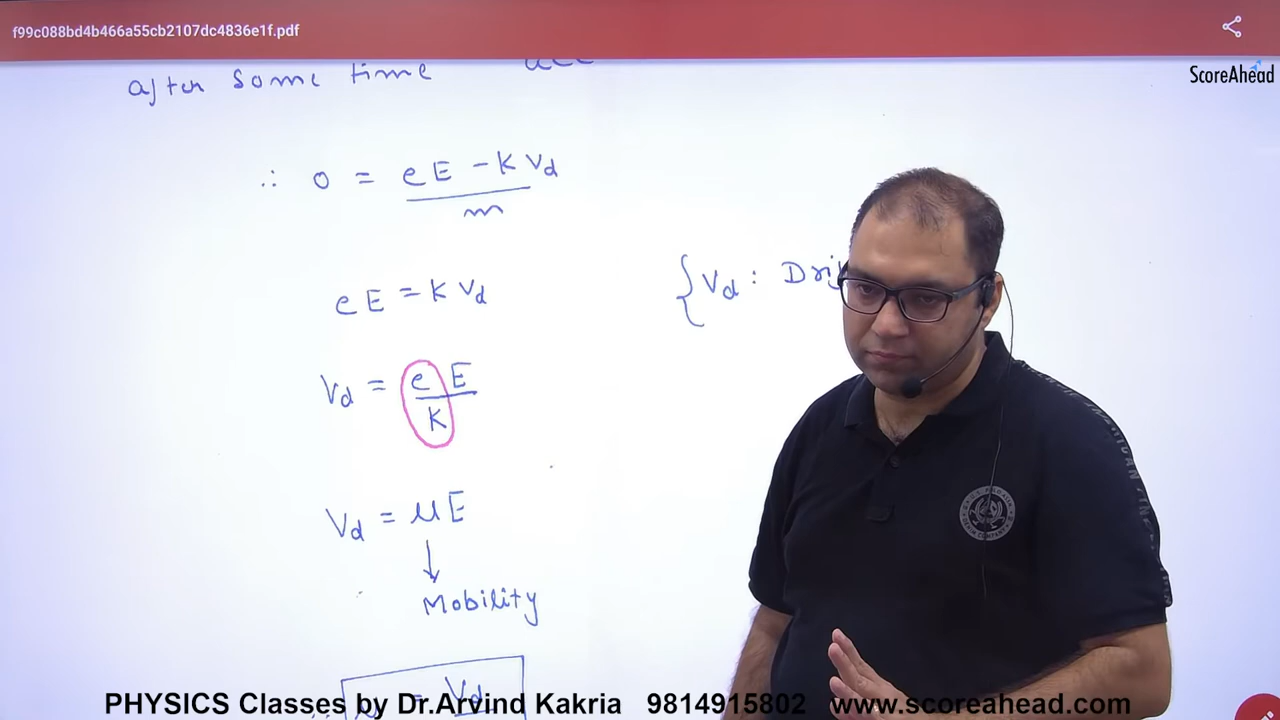 f99c088bd4b466a55cb2107dc4836e1f.pdf
ScoreAhead
after some time
∴ 0 = eE - K Vd / m
eE = K Vd
{ Vd :
Vd = eE / K
Vd = μE
↓
Mobility
= Vd
PHYSICS Classes by Dr.Arvind Kakria 9814915802 www.scoreahead.com